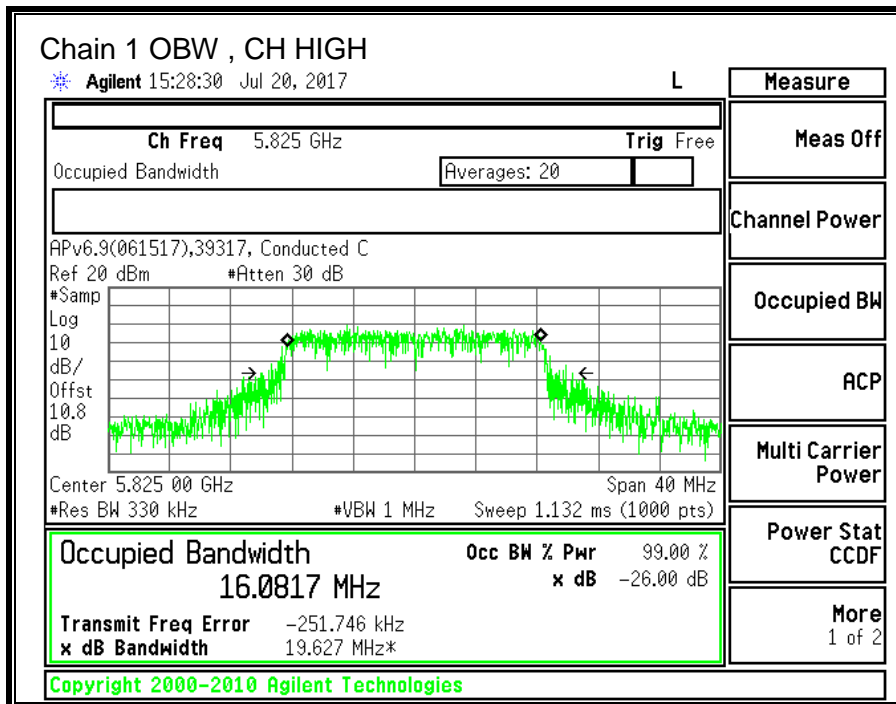 Chain 1 OBW , CH HIGH
Agilent 15:28:30 Jul 20, 2017 L
Measure
Ch Freq 5.825 GHz Trig Free
Occupied Bandwidth Averages: 20
APv6.9(061517),39317, Conducted C
Ref 20 dBm #Atten 30 dB
#Samp
Log
10
dB/
Offst
10.8
dB
Center 5.825 00 GHz Span 40 MHz
#Res BW 330 kHz #VBW 1 MHz Sweep 1.132 ms (1000 pts)
Occupied Bandwidth Occ BW % Pwr 99.00 %
16.0817 MHz x dB -26.00 dB
Transmit Freq Error -251.746 kHz
x dB Bandwidth 19.627 MHz*
Copyright 2000-2010 Agilent Technologies
Meas Off
Channel Power
Occupied BW
ACP
Multi Carrier
Power
Power Stat
CCDF
More
1 of 2